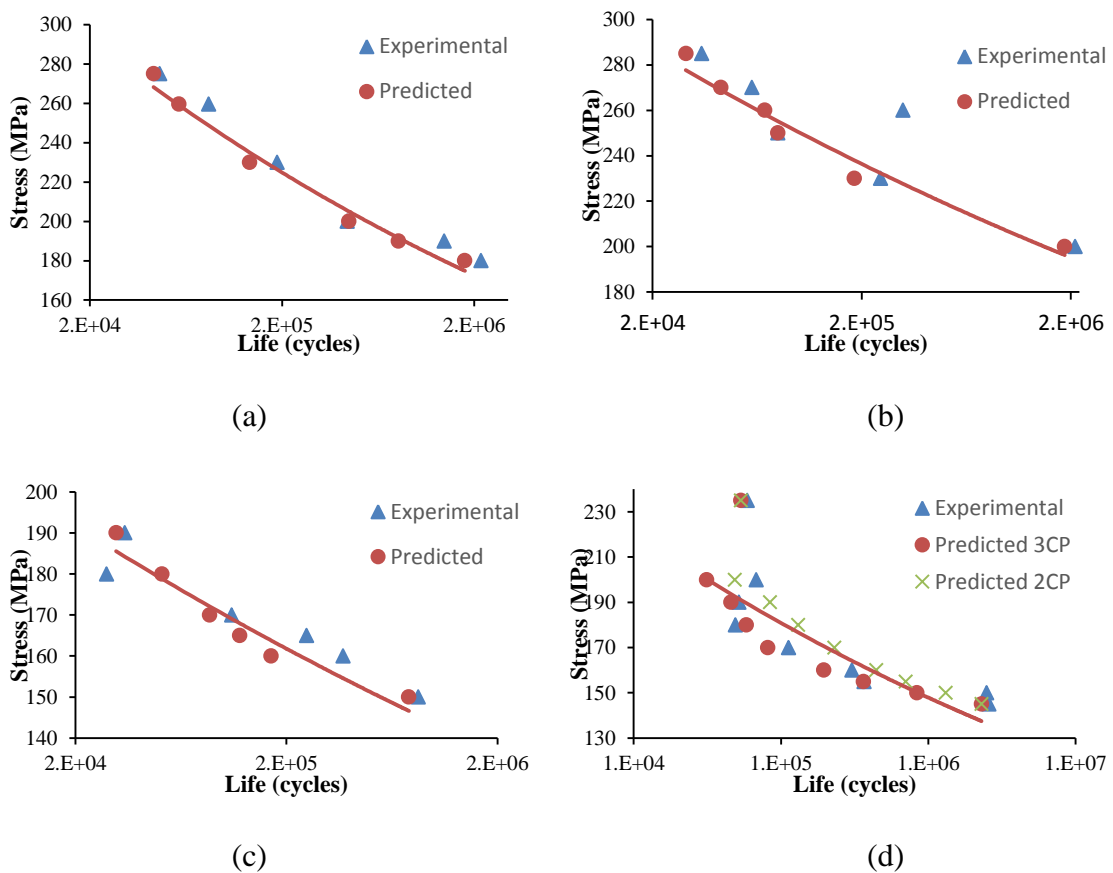 300
280
260
240
220
200
180
160
2.E+04
2.E+05
2.E+06
Stress (MPa)
Life (cycles)
Experimental
Predicted
(a)
300
280
260
240
220
200
180
2.E+04
2.E+05
2.E+06
Stress (MPa)
Life (cycles)
Experimental
Predicted
(b)
200
190
180
170
160
150
140
2.E+04
2.E+05
2.E+06
Stress (MPa)
Life (cycles)
Experimental
Predicted
(c)
230
210
190
170
150
130
1.E+04
1.E+05
1.E+06
1.E+07
Stress (MPa)
Life (cycles)
Experimental
Predicted 3CP
Predicted 2CP
(d)